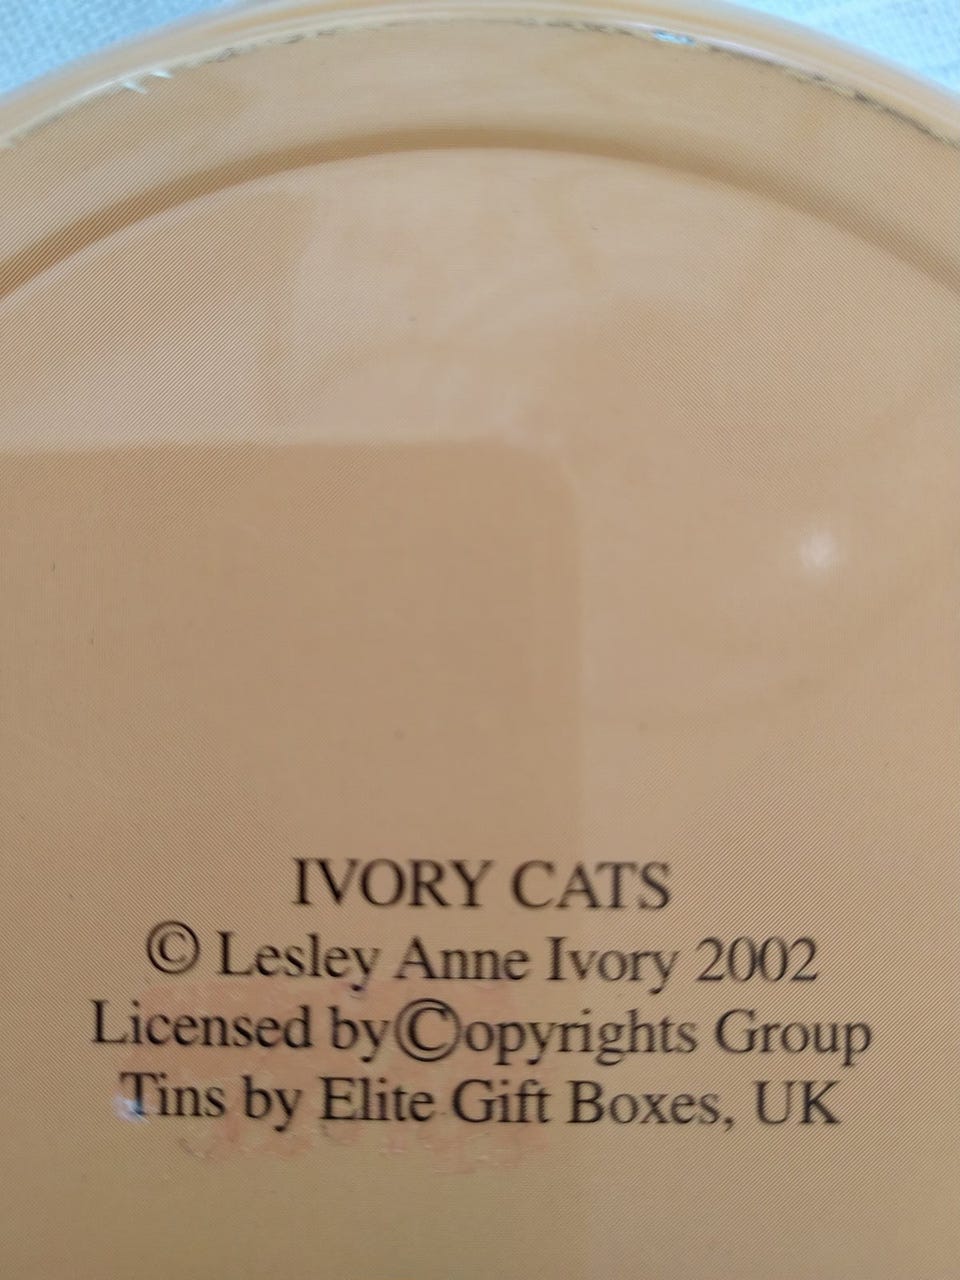 IVORY CATS
© Lesley Anne Ivory 2002
Licensed by ©opyrights Group
Tins by Elite Gift Boxes, UK